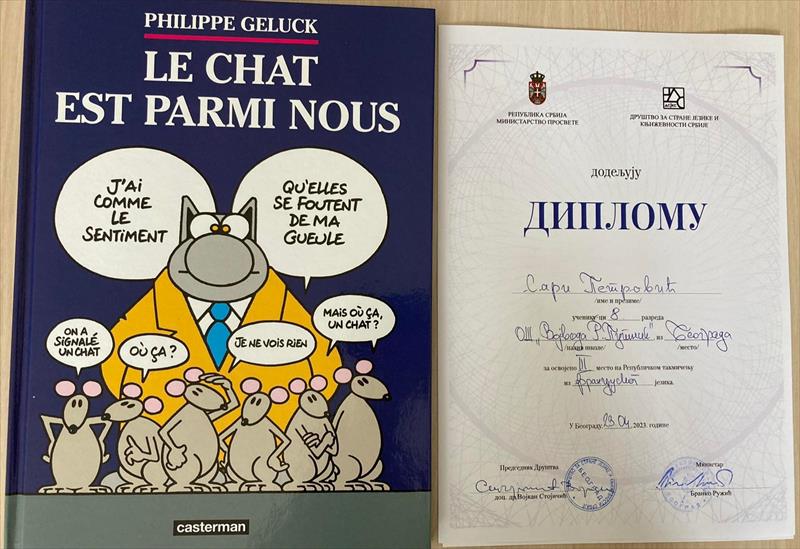 PHILIPPE GELUCK
LE CHAT
EST PARMI NOUS
J'AI
COMME
LE
SENTIMENT
QU'ELLES
SE FOUTENT
DE MA
GUEULE
ON A
SIGNALÉ
UN CHAT
OÙ ÇA?
JE NE VOIS RIEN
MAIS OÙ ÇA,
UN CHAT?
casterman
РЕПУБЛИКА СРБИЈА
МИНИСТАРСТВО ПРОСВЕТЕ
ДРУШТВО ЗА СТРАНЕ ЈЕЗИКЕ И
КЊИЖЕВНОСТИ СРБИЈЕ
додељују
ДИПЛОМУ
Сари Петровић
/име и презиме/
ученику/ци 8 разреда
ОШ „Војвода Р. Путник" из Београда
/назив школе/ /место/
за освојено III место на Републичком такмичењу
из француског језика.
У Београду, 23.04. 2023. године
Председник Друштва
доц. др Војкан Стојичић
Министар
Бранко Ружић